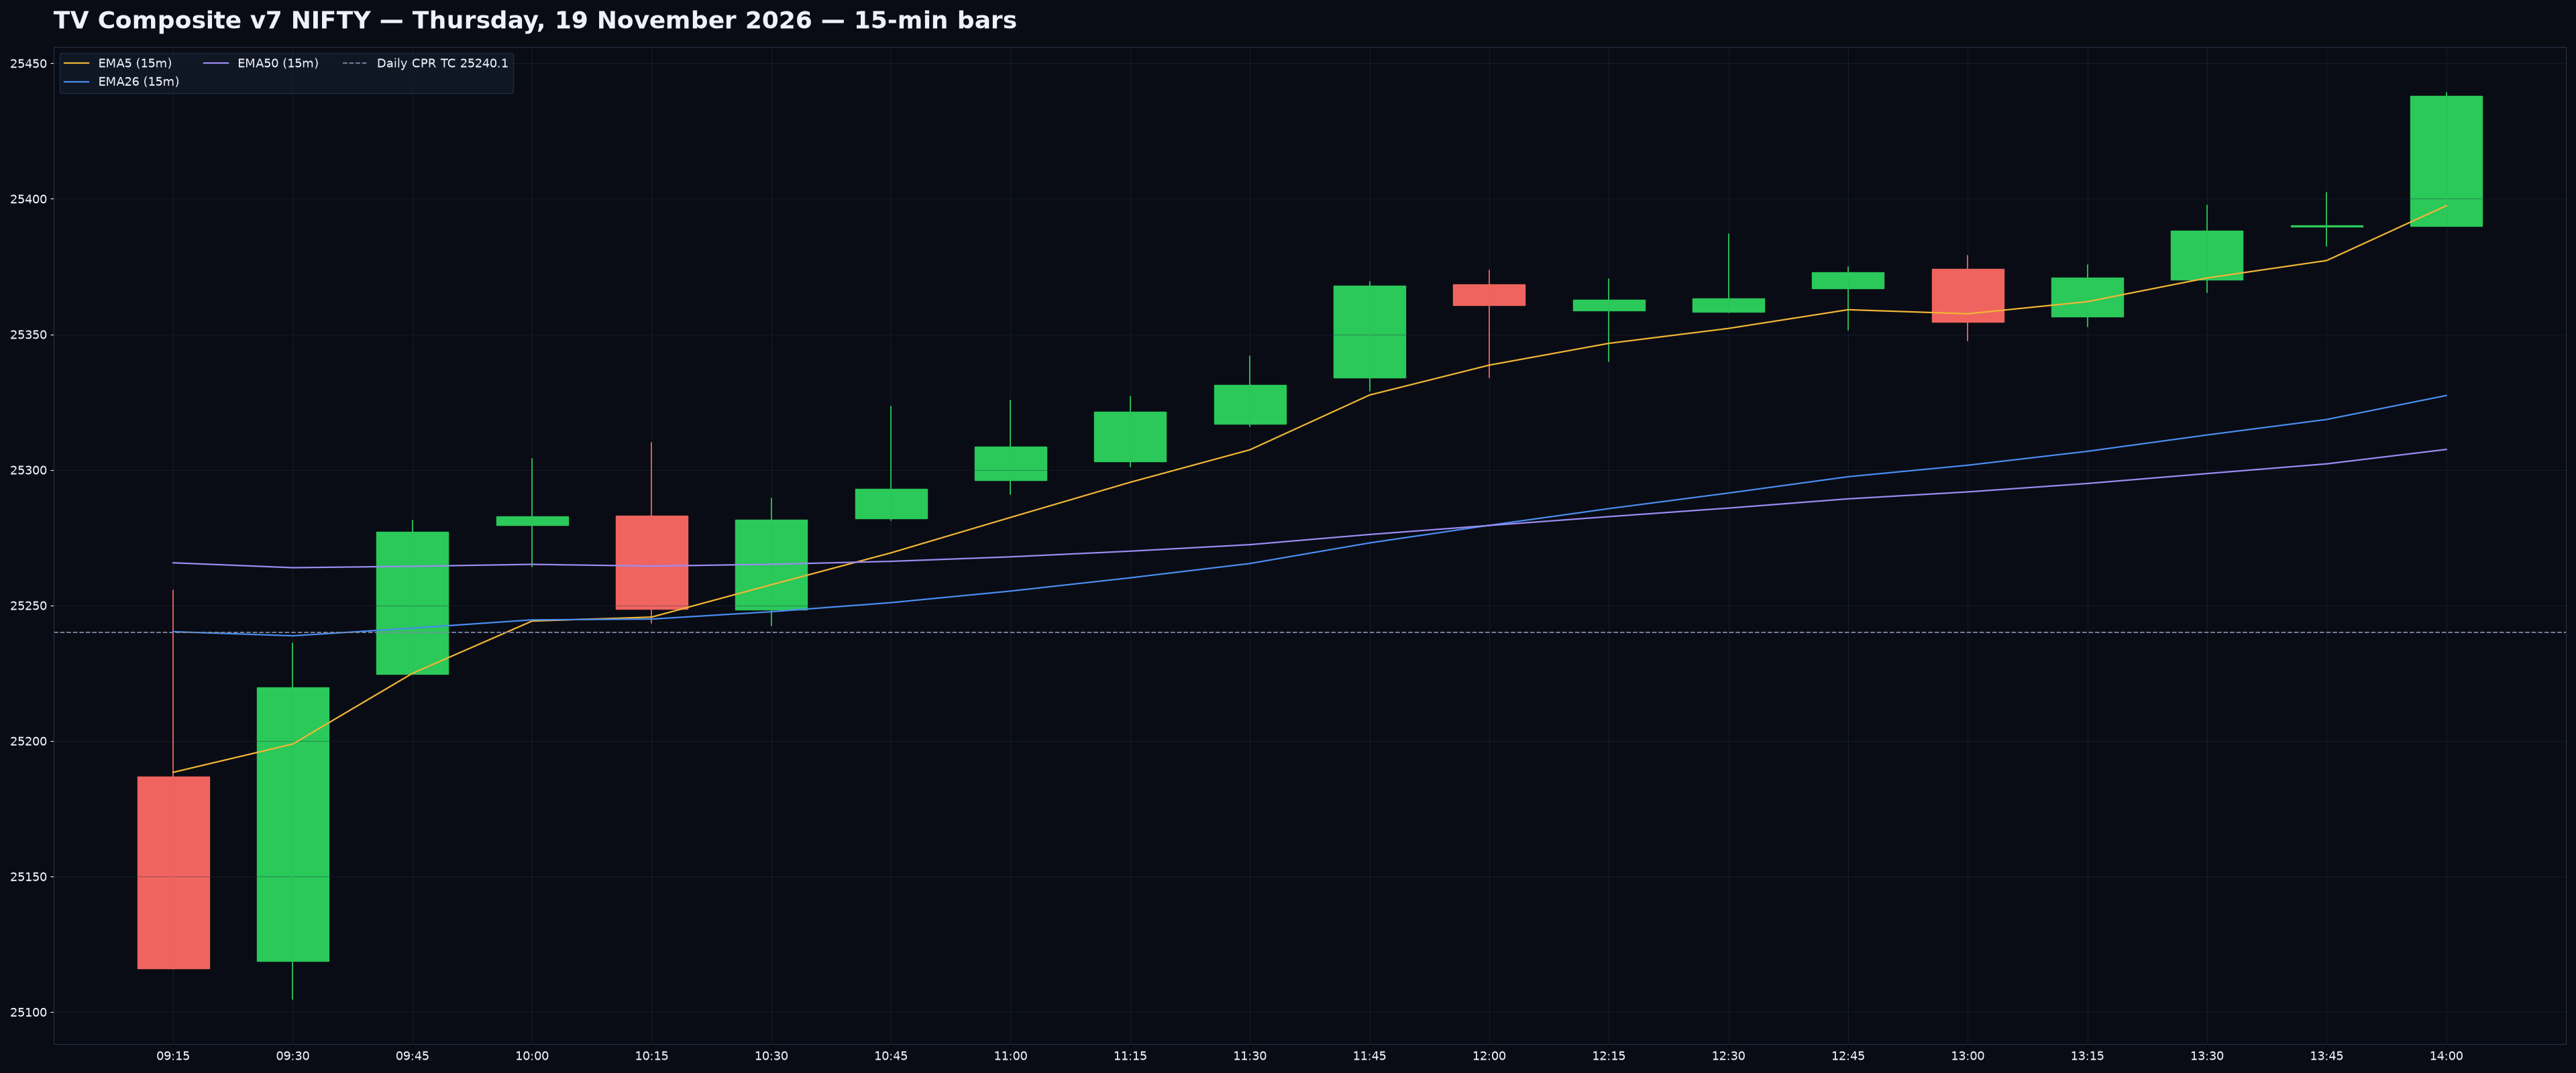 TV Composite v7 NIFTY — Thursday, 19 November 2026 — 15-min bars
EMA5 (15m) EMA50 (15m) Daily CPR TC 25240.1
EMA26 (15m)
25450
25400
25350
25300
25250
25200
25150
25100
09:15 09:30 09:45 10:00 10:15 10:30 10:45 11:00 11:15 11:30 11:45 12:00 12:15 12:30 12:45 13:00 13:15 13:30 13:45 14:00